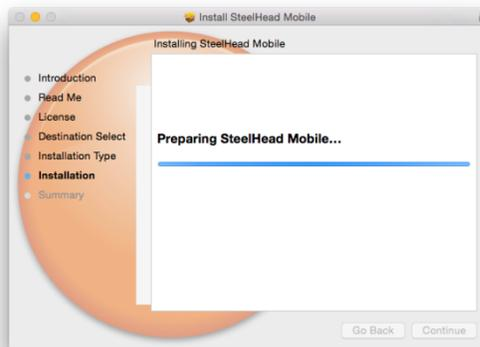 Install SteelHead Mobile
Installing SteelHead Mobile
Introduction
Read Me
License
Destination Select
Installation Type
Installation
Summary
Preparing SteelHead Mobile...
Go Back
Continue